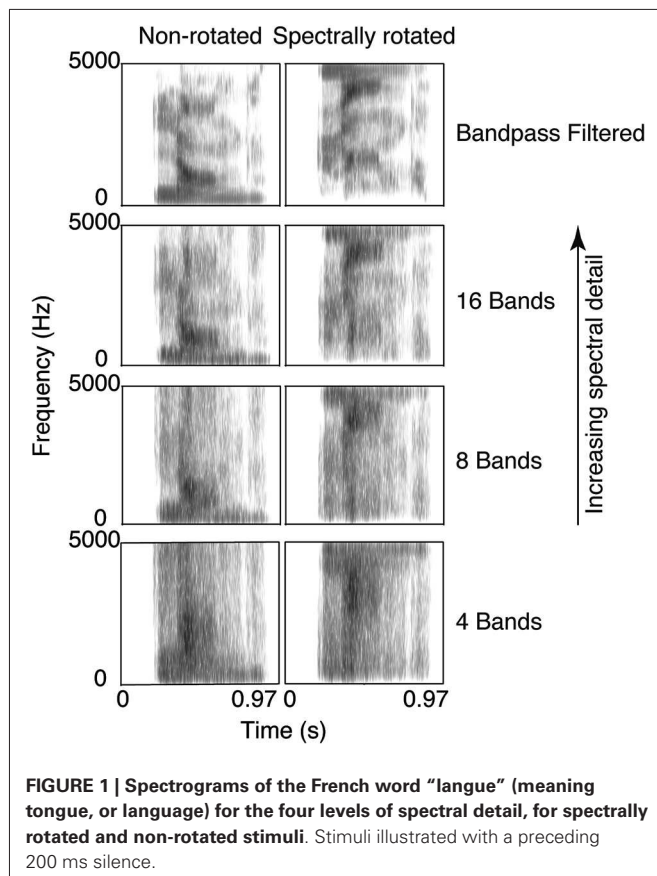 Non-rotated Spectrally rotated
5000
0
Bandpass Filtered
5000
0
16 Bands
5000
0
8 Bands
5000
0
4 Bands
Frequency (Hz)
Increasing spectral detail
0 0.97 0 0.97
Time (s)
FIGURE 1 | Spectrograms of the French word “langue” (meaning
tongue, or language) for the four levels of spectral detail, for spectrally
rotated and non-rotated stimuli. Stimuli illustrated with a preceding
200 ms silence.